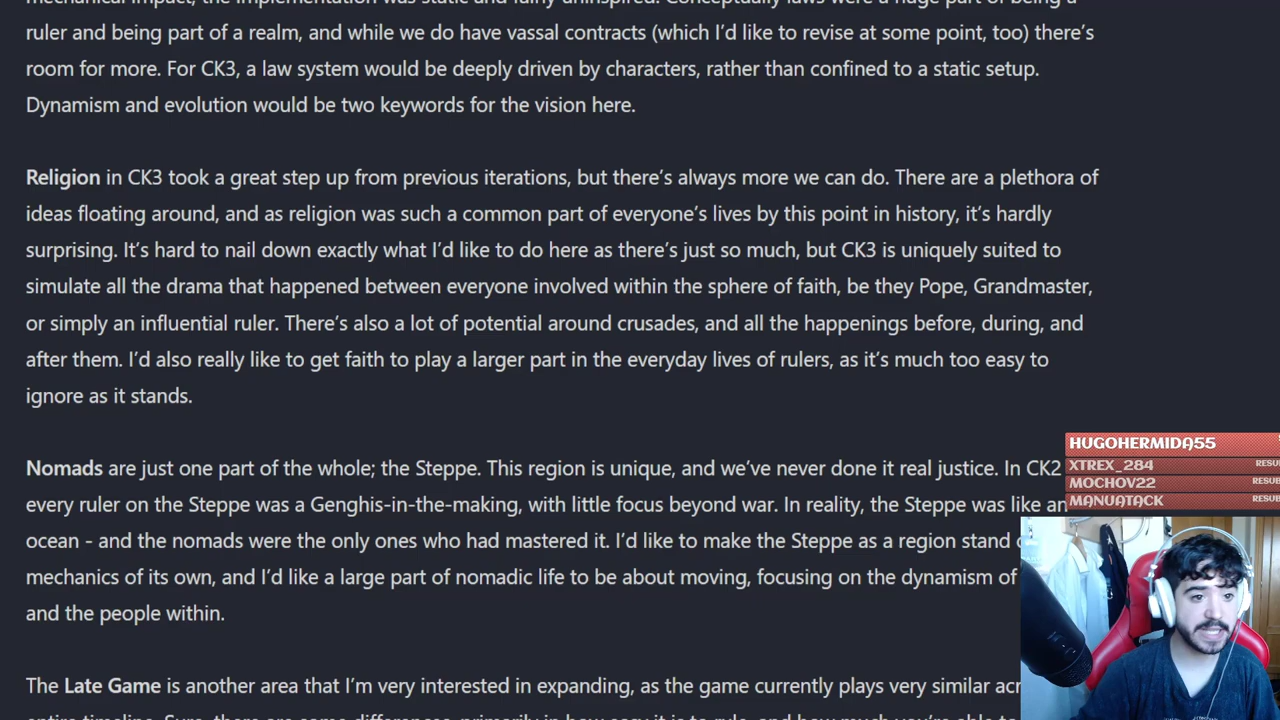 mechanical impact, the implementation was static and fairly uninspired. Conceptually laws were a huge part of being a
ruler and being part of a realm, and while we do have vassal contracts (which I'd like to revise at some point, too) there's
room for more. For CK3, a law system would be deeply driven by characters, rather than confined to a static setup.
Dynamism and evolution would be two keywords for the vision here.
Religion in CK3 took a great step up from previous iterations, but there's always more we can do. There are a plethora of
ideas floating around, and as religion was such a common part of everyone's lives by this point in history, it's hardly
surprising. It's hard to nail down exactly what I'd like to do here as there's just so much, but CK3 is uniquely suited to
simulate all the drama that happened between everyone involved within the sphere of faith, be they Pope, Grandmaster,
or simply an influential ruler. There's also a lot of potential around crusades, and all the happenings before, during, and
after them. I'd also really like to get faith to play a larger part in the everyday lives of rulers, as it's much too easy to
ignore as it stands.
Nomads are just one part of the whole; the Steppe. This region is unique, and we've never done it real justice. In CK2
every ruler on the Steppe was a Genghis-in-the-making, with little focus beyond war. In reality, the Steppe was like an
ocean - and the nomads were the only ones who had mastered it. I'd like to make the Steppe as a region stand
mechanics of its own, and I'd like a large part of nomadic life to be about moving, focusing on the dynamism of
and the people within.
The Late Game is another area that I'm very interested in expanding, as the game currently plays very similar
HUGOHERMIDA55
XTREX_284 RESUB
MOCHOV22 RESUB
MANUATACK RESUB